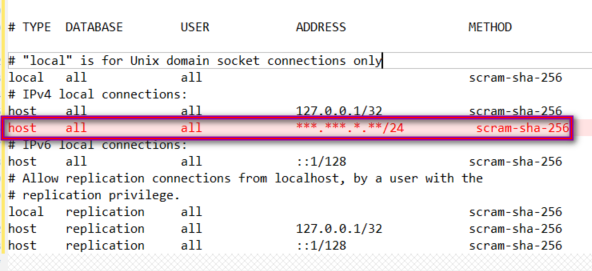 # TYPE DATABASE USER ADDRESS METHOD
# "local" is for Unix domain socket connections only
local all all scram-sha-256
# IPv4 local connections:
host all all 127.0.0.1/32 scram-sha-256
host all all ***.***.*.**/24 scram-sha-256
# IPv6 local connections:
host all all ::1/128 scram-sha-256
# Allow replication connections from localhost, by a user with the
# replication privilege.
local replication all scram-sha-256
host replication all 127.0.0.1/32 scram-sha-256
host replication all ::1/128 scram-sha-256